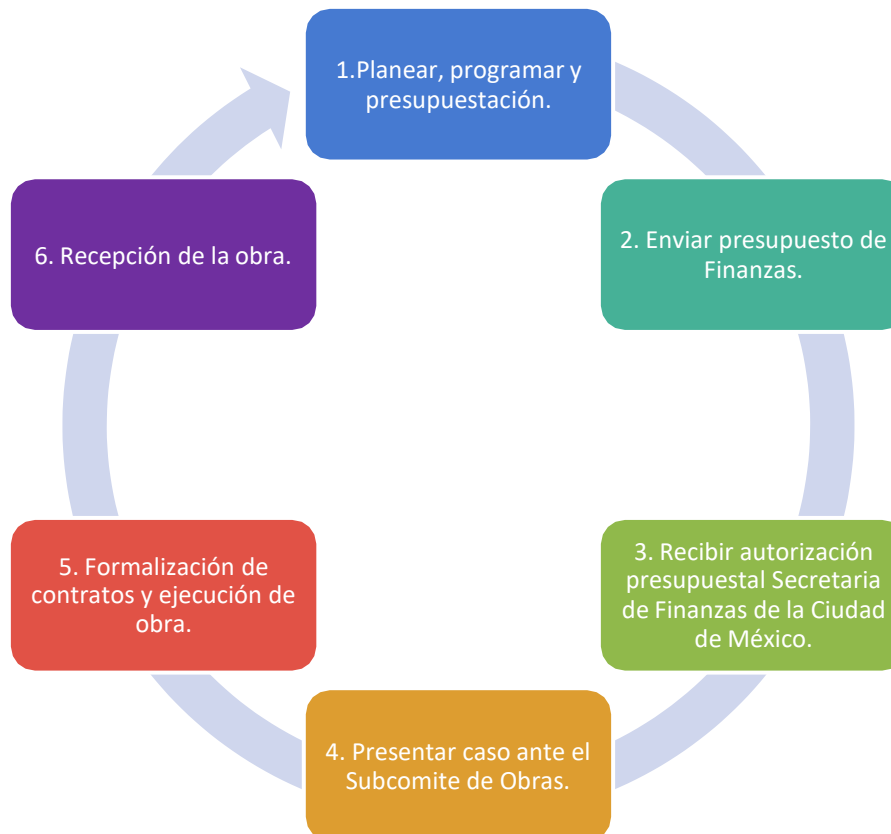 1.Planear, programar y
presupuestación.
2. Enviar presupuesto de
Finanzas.
3. Recibir autorización
presupuestal Secretaria
de Finanzas de la Ciudad
de México.
4. Presentar caso ante el
Subcomite de Obras.
5. Formalización de
contratos y ejecución de
obra.
6. Recepción de la obra.